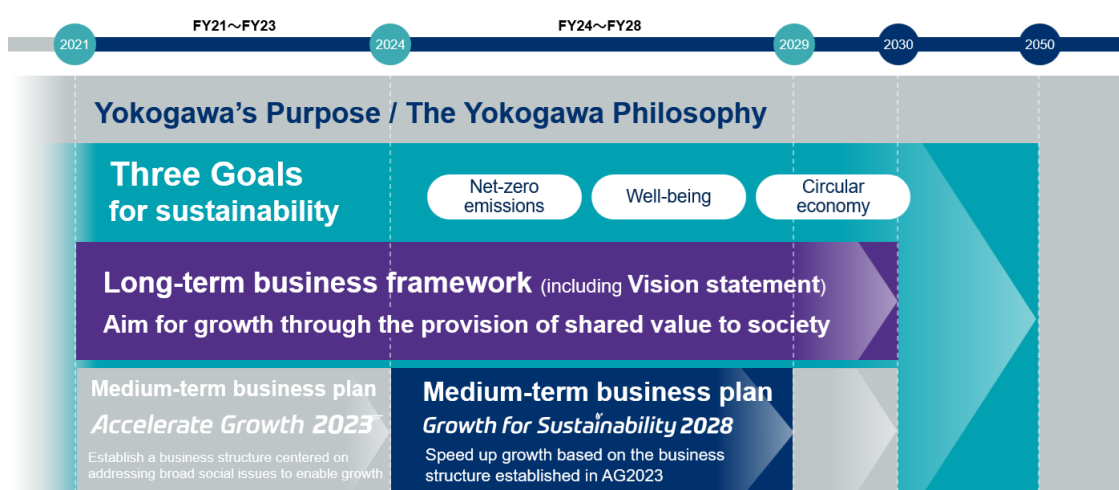 FY21～FY23
FY24～FY28
2021
2024
2029
2030
2050
Yokogawa's Purpose / The Yokogawa Philosophy
Three Goals
for sustainability
Net-zero
emissions
Well-being
Circular
economy
Long-term business framework (including Vision statement)
Aim for growth through the provision of shared value to society
Medium-term business plan
Accelerate Growth 2023
Establish a business structure centered on
addressing broad social issues to enable growth
Medium-term business plan
Growth for Sustainability 2028
Speed up growth based on the business
structure established in AG2023